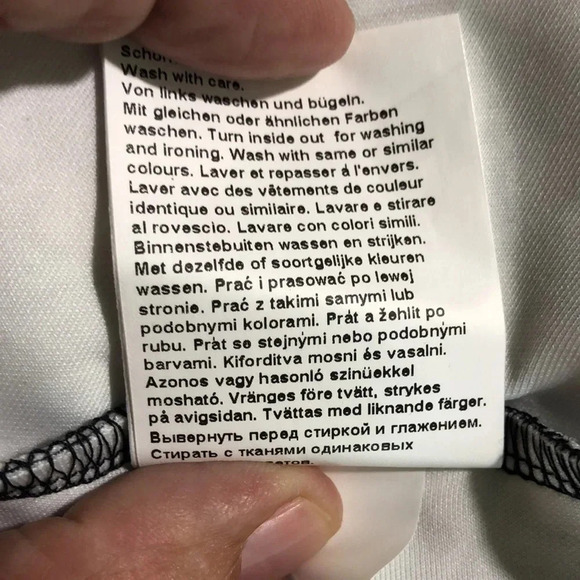 Wash with care.
Von links waschen und bügeln.
Mit gleichen oder ähnlichen Farben
waschen. Turn inside out for washing
and ironing. Wash with same or similar
colours. Laver et repasser á l'envers.
Laver avec des vêtements de couleur
identique ou similaire. Lavare e stirare
al rovescio. Lavare con colori simili.
Binnenstebuiten wassen en strijken.
Met dezelfde of soortgelijke kleuren
wassen. Prać i prasować po lewej
stronie. Prać z takimi samymi lub
podobnymi kolorami. Prát a žehlit po
rubu. Prát se stejnými nebo podobnými
barvami. Kifordítva mosni és vasalni.
Azonos vagy hasonló színűekkel
mosható. Vränges före tvätt, strykes
på avigsidan. Tvättas med liknande färger.
Вывернуть перед стиркой и глажением.
Стирать с тканями одинаковых